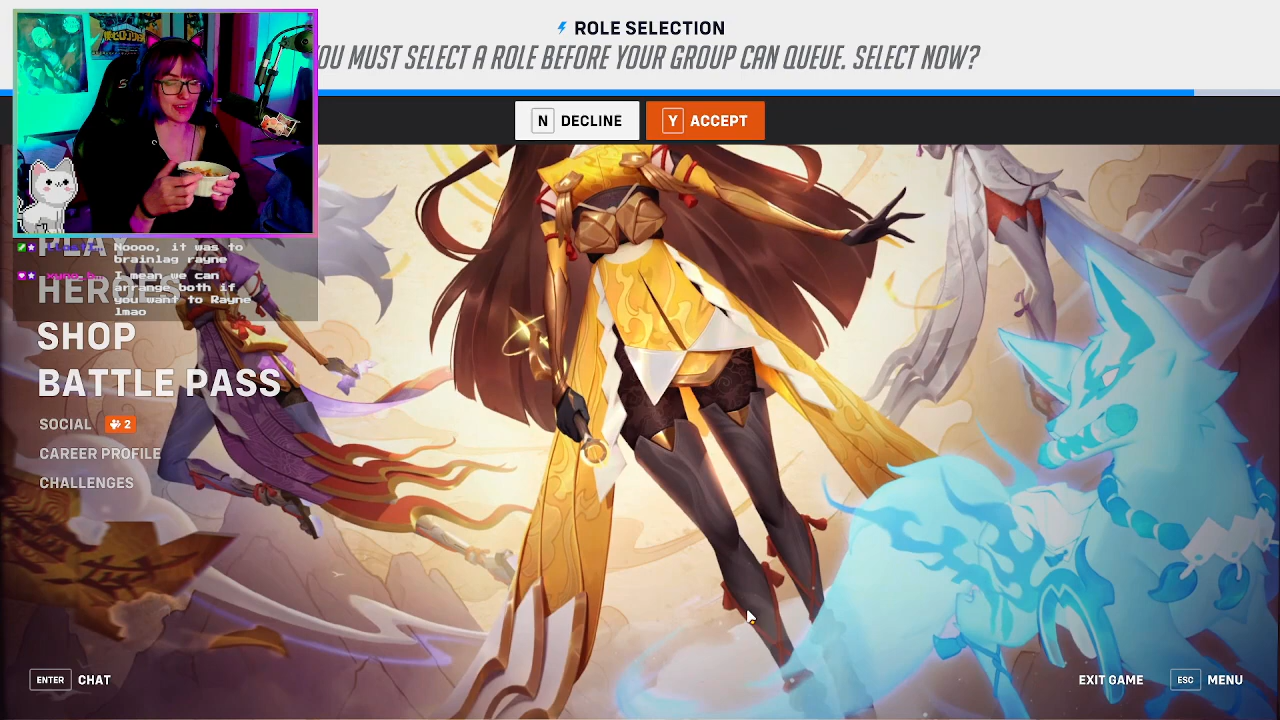 ROLE SELECTION
OU MUST SELECT A ROLE BEFORE YOUR GROUP CAN QUEUE. SELECT NOW?
N DECLINE
Y ACCEPT
Noooo, it was to
brainlag rayne
I mean we can
arrange both if
you want to Rayne
lmao
PLAY
HEROES
SHOP
BATTLE PASS
SOCIAL 2
CAREER PROFILE
CHALLENGES
ENTER CHAT
EXIT GAME
ESC MENU